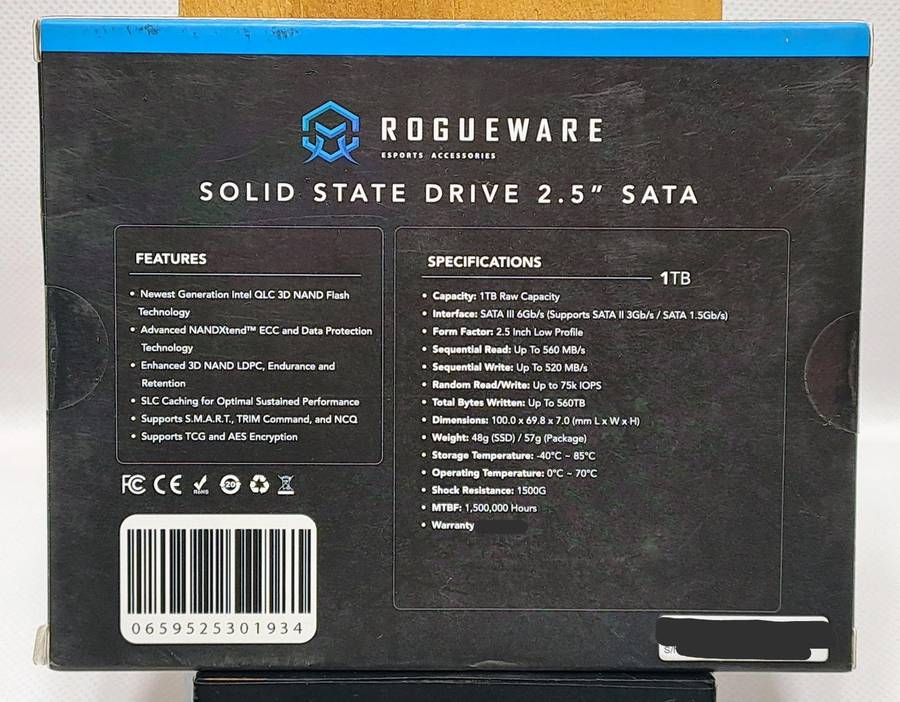 ROGUEWARE
ESPORTS ACCESSORIES
SOLID STATE DRIVE 2.5” SATA
FEATURES
• Newest Generation Intel QLC 3D NAND Flash
Technology
• Advanced NANDXtend™ ECC and Data Protection
Technology
• Enhanced 3D NAND LDPC, Endurance and
Retention
• SLC Caching for Optimal Sustained Performance
• Supports S.M.A.R.T., TRIM Command, and NCQ
• Supports TCG and AES Encryption
FC CE RoHS 20
0659525301934
SPECIFICATIONS
1TB
• Capacity: 1TB Raw Capacity
• Interface: SATA III 6Gb/s (Supports SATA II 3Gb/s / SATA 1.5Gb/s)
• Form Factor: 2.5 Inch Low Profile
• Sequential Read: Up To 560 MB/s
• Sequential Write: Up To 520 MB/s
• Random Read/Write: Up to 75k IOPS
• Total Bytes Written: Up To 560TB
• Dimensions: 100.0 x 69.8 x 7.0 (mm L x W x H)
• Weight: 48g (SSD) / 57g (Package)
• Storage Temperature: -40°C ~ 85°C
• Operating Temperature: 0°C ~ 70°C
• Shock Resistance: 1500G
• MTBF: 1,500,000 Hours
• Warranty